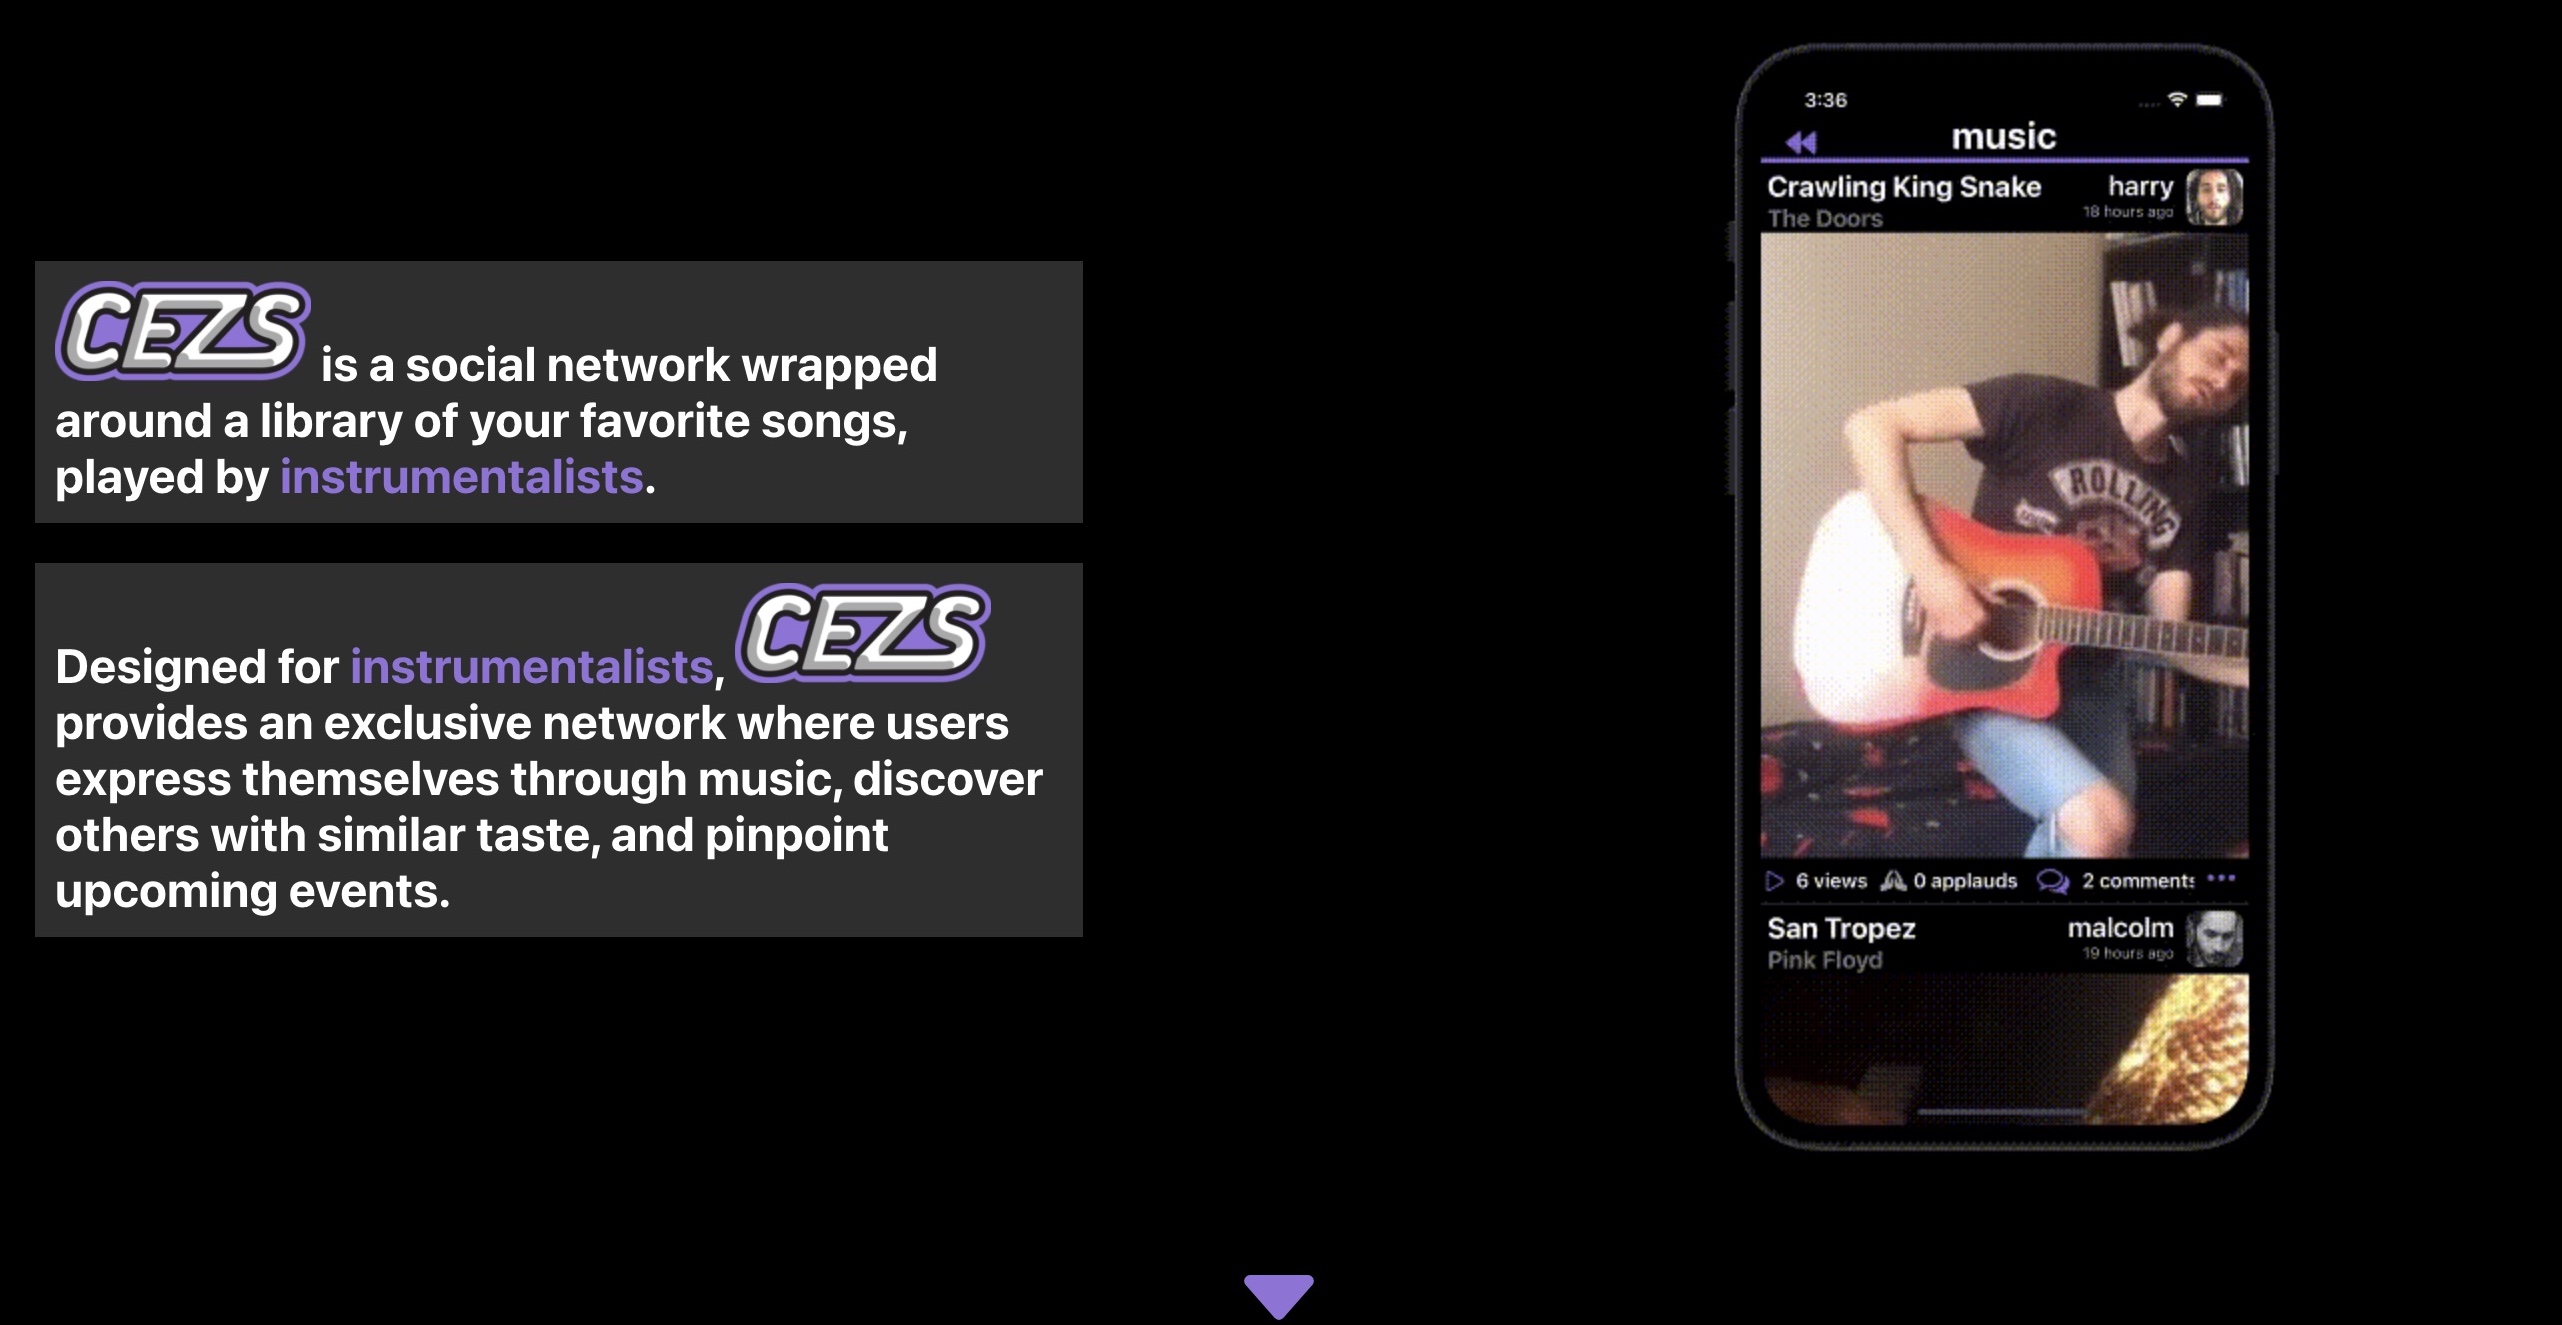 CEZS is a social network wrapped
around a library of your favorite songs,
played by instrumentalists.
Designed for instrumentalists, CEZS
provides an exclusive network where users
express themselves through music, discover
others with similar taste, and pinpoint
upcoming events.
3:36
music
Crawling King Snake
harry
The Doors
18 hours ago
ROLLING
6 views 0 applauds 2 comments
San Tropez
malcolm
Pink Floyd
19 hours ago